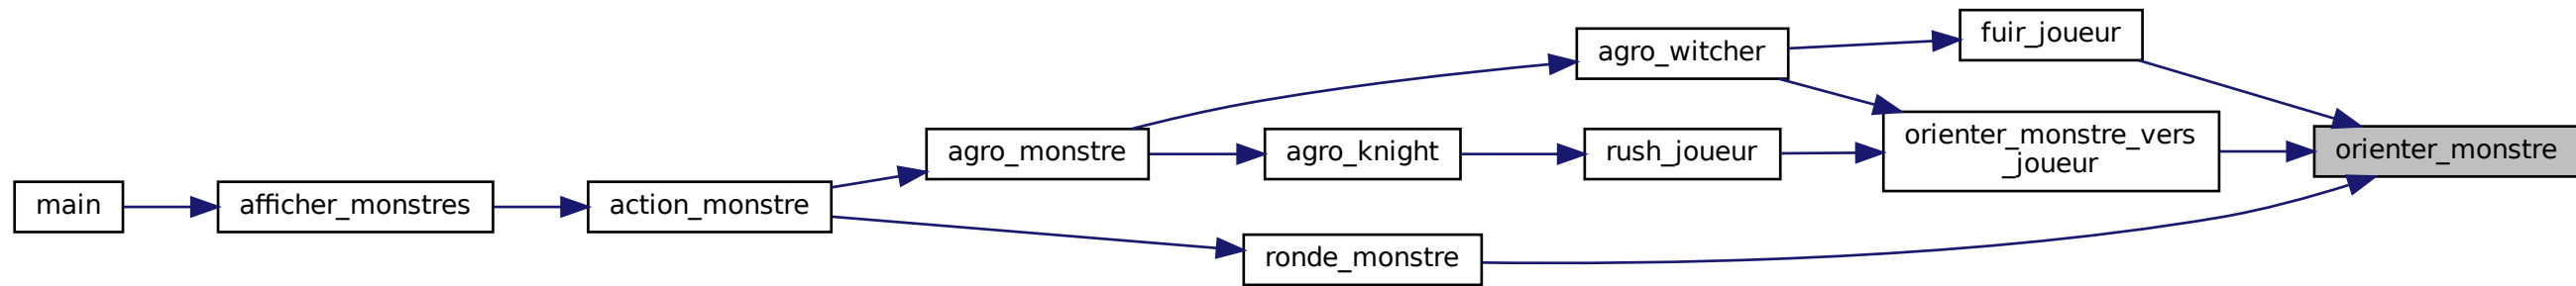 main
afficher_monstres
action_monstre
agro_monstre
ronde_monstre
agro_knight
agro_witcher
rush_joueur
fuir_joueur
orienter_monstre_vers
_joueur
orienter_monstre